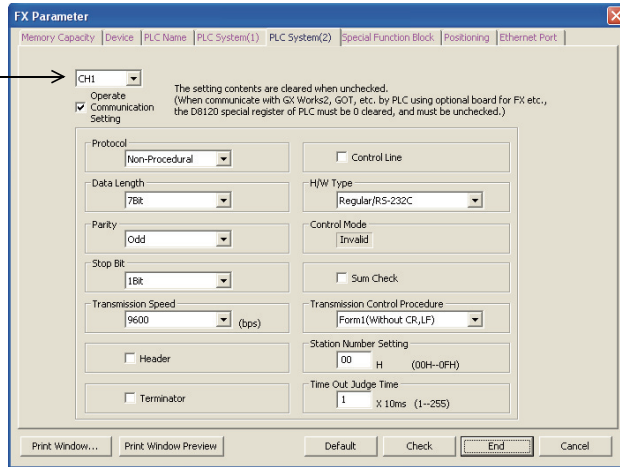 FX Parameter
Memory Capacity Device PLC Name PLC System(1) PLC System(2) Special Function Block Positioning Ethernet Port
CH1
Operate
Communication
Setting
The setting contents are cleared when unchecked.
(When communicate with GX Works2, GOT, etc. by PLC using optional board for FX etc.,
the D8120 special register of PLC must be 0 cleared, and must be unchecked.)
Protocol
Non-Procedural
Control Line
Data Length
7Bit
H/W Type
Regular/RS-232C
Parity
Odd
Control Mode
Invalid
Stop Bit
1Bit
Sum Check
Transmission Speed
9600 (bps)
Transmission Control Procedure
Form1(Without CR,LF)
Header
Station Number Setting
00 H (00H--0FH)
Terminator
Time Out Judge Time
1 X 10ms (1--255)
Print Window... Print Window Preview Default Check End Cancel